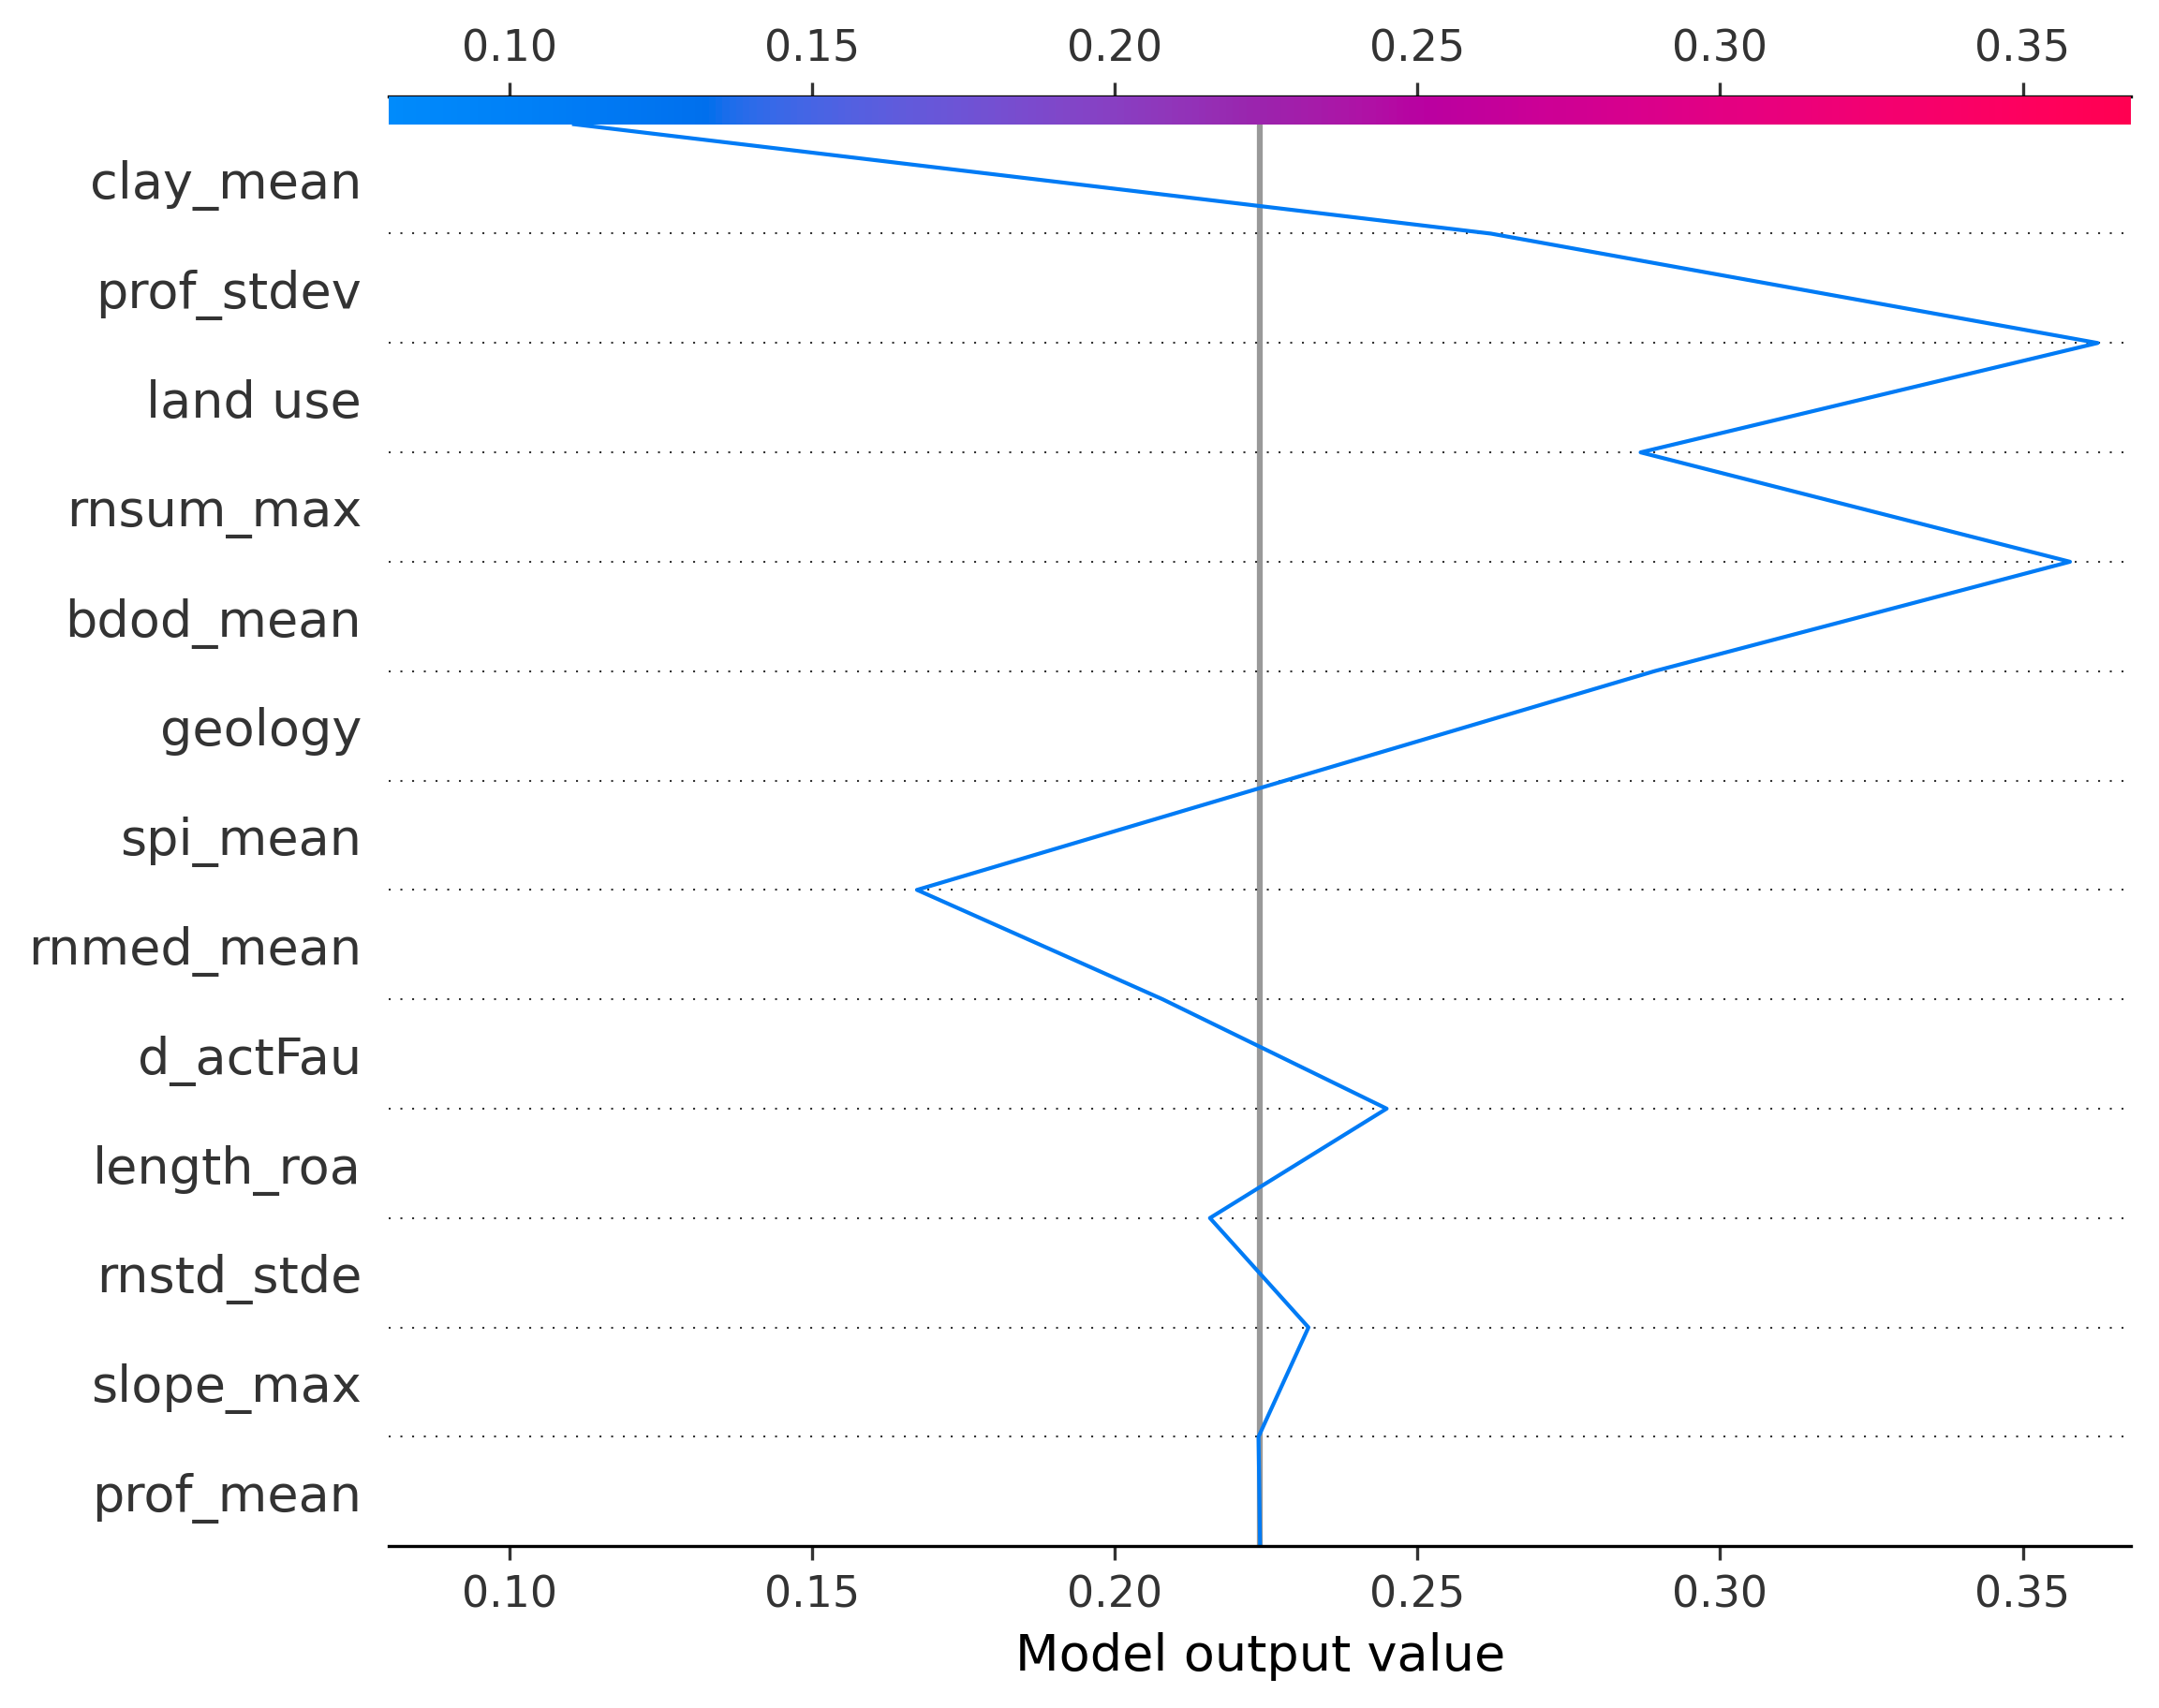 0.10 0.15 0.20 0.25 0.30 0.35
clay_mean
prof_stdev
land use
rnsum_max
bdod_mean
geology
spi_mean
rnmed_mean
d_actFau
length_roa
rnstd_stde
slope_max
prof_mean
0.10 0.15 0.20 0.25 0.30 0.35
Model output value